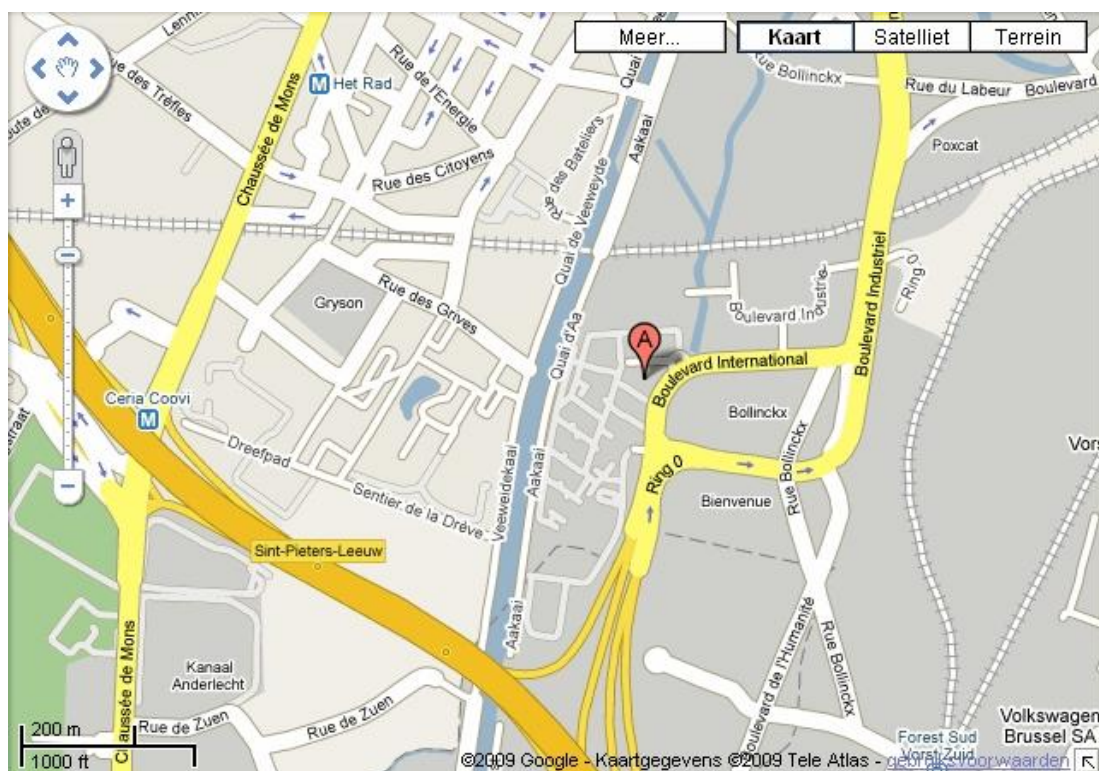 Meer...
Kaart
Satelliet
Terrein
Het Rad
Rue des Trèfles
Rue de l'Energie
Rue des Citoyens
Chaussée de Mons
Rue des Bateliers
Quai de Veeweyde
Aakaai
Rue Bollinckx
Rue du Labeur
Boulevard
Poxcat
Gryson
Rue des Grives
Quai d'Aa
Boulevard Industrie
Boulevard Industriel
Ring 0
A
Boulevard International
Ceria Coovi
Dreefpad
Sentier de la Drève
Veeweidekaai
Aakaai
Bollinckx
Rue Bollinckx
Ring 0
Bienvenue
Sint-Pieters-Leeuw
Aakaai
Chaussée de Mons
Kanaal
Anderlecht
Rue de Zuen
Rue de Zuen
Boulevard de l'Humanité
Rue Bollinckx
Volkswagen
Brussel SA
Forest Sud
Vorst Zuid
200 m
1000 ft
©2009 Google - Kaartgegevens ©2009 Tele Atlas - gebruiksvoorwaarden